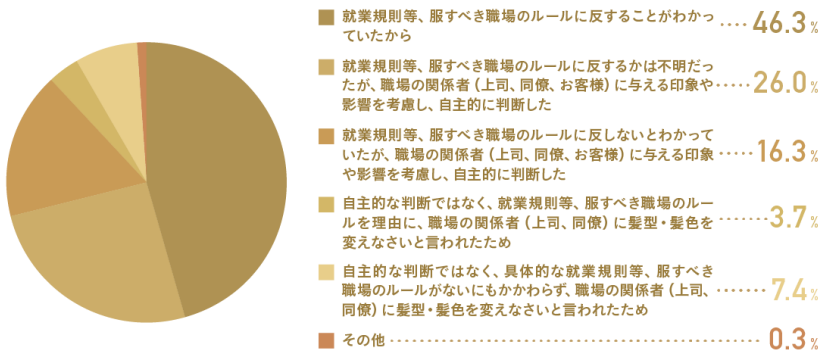 就業規則等、服すべき職場のルールに反することがわかっ
ていたから
46.3%
就業規則等、服すべき職場のルールに反するかは不明だっ
たが、職場の関係者（上司、同僚、お客様）に与える印象や
影響を考慮し、自主的に判断した
26.0%
就業規則等、服すべき職場のルールに反しないとわかって
いたが、職場の関係者（上司、同僚、お客様）に与える印象
や影響を考慮し、自主的に判断した
16.3%
自主的な判断ではなく、就業規則等、服すべき職場のルー
ルを理由に、職場の関係者（上司、同僚）に髪型・髪色を
変えなさいと言われたため
3.7%
自主的な判断ではなく、具体的な就業規則等、服すべき
職場のルールがないにもかかわらず、職場の関係者（上司、
同僚）に髪型・髪色を変えなさいと言われたため
7.4%
その他
0.3%